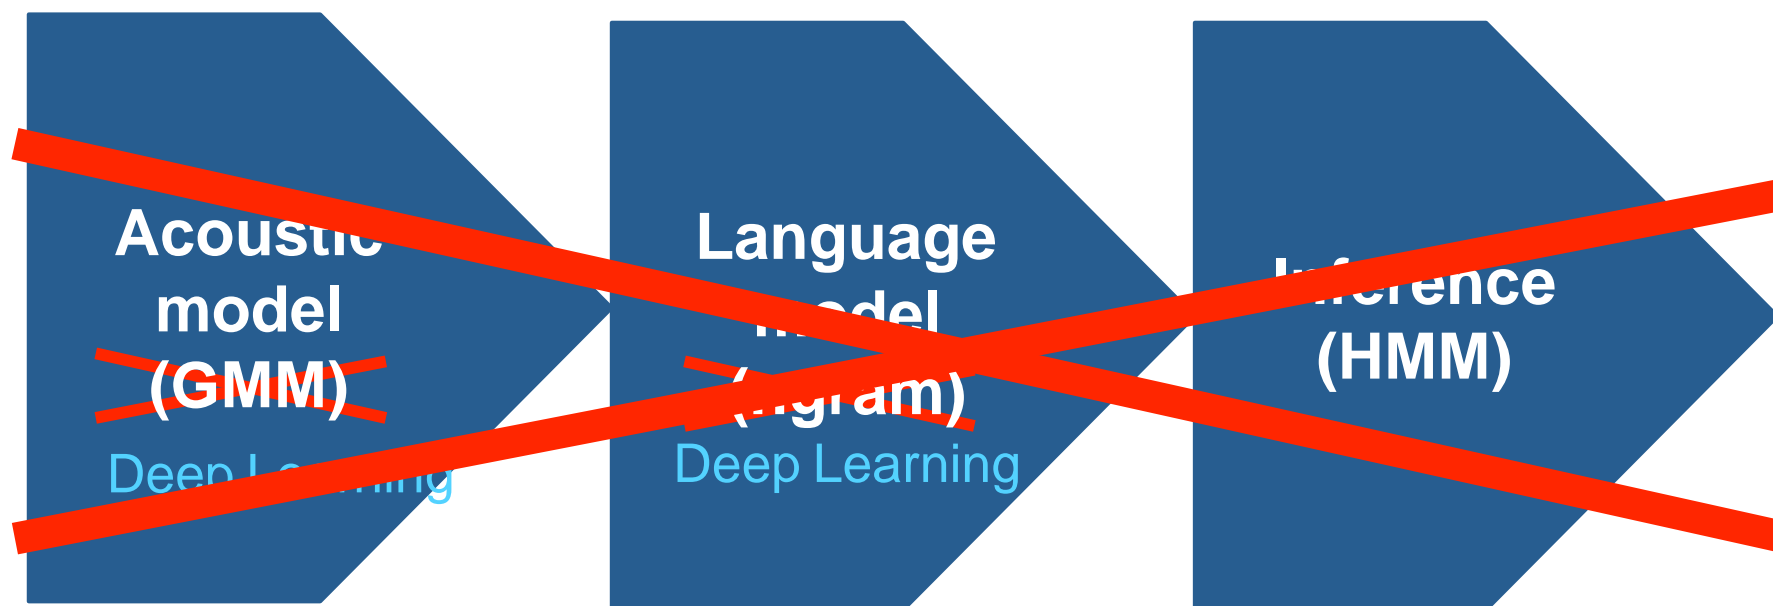 Acoustic
model
(GMM)
Deep Learning
Language
model
(ngram)
Deep Learning
Inference
(HMM)